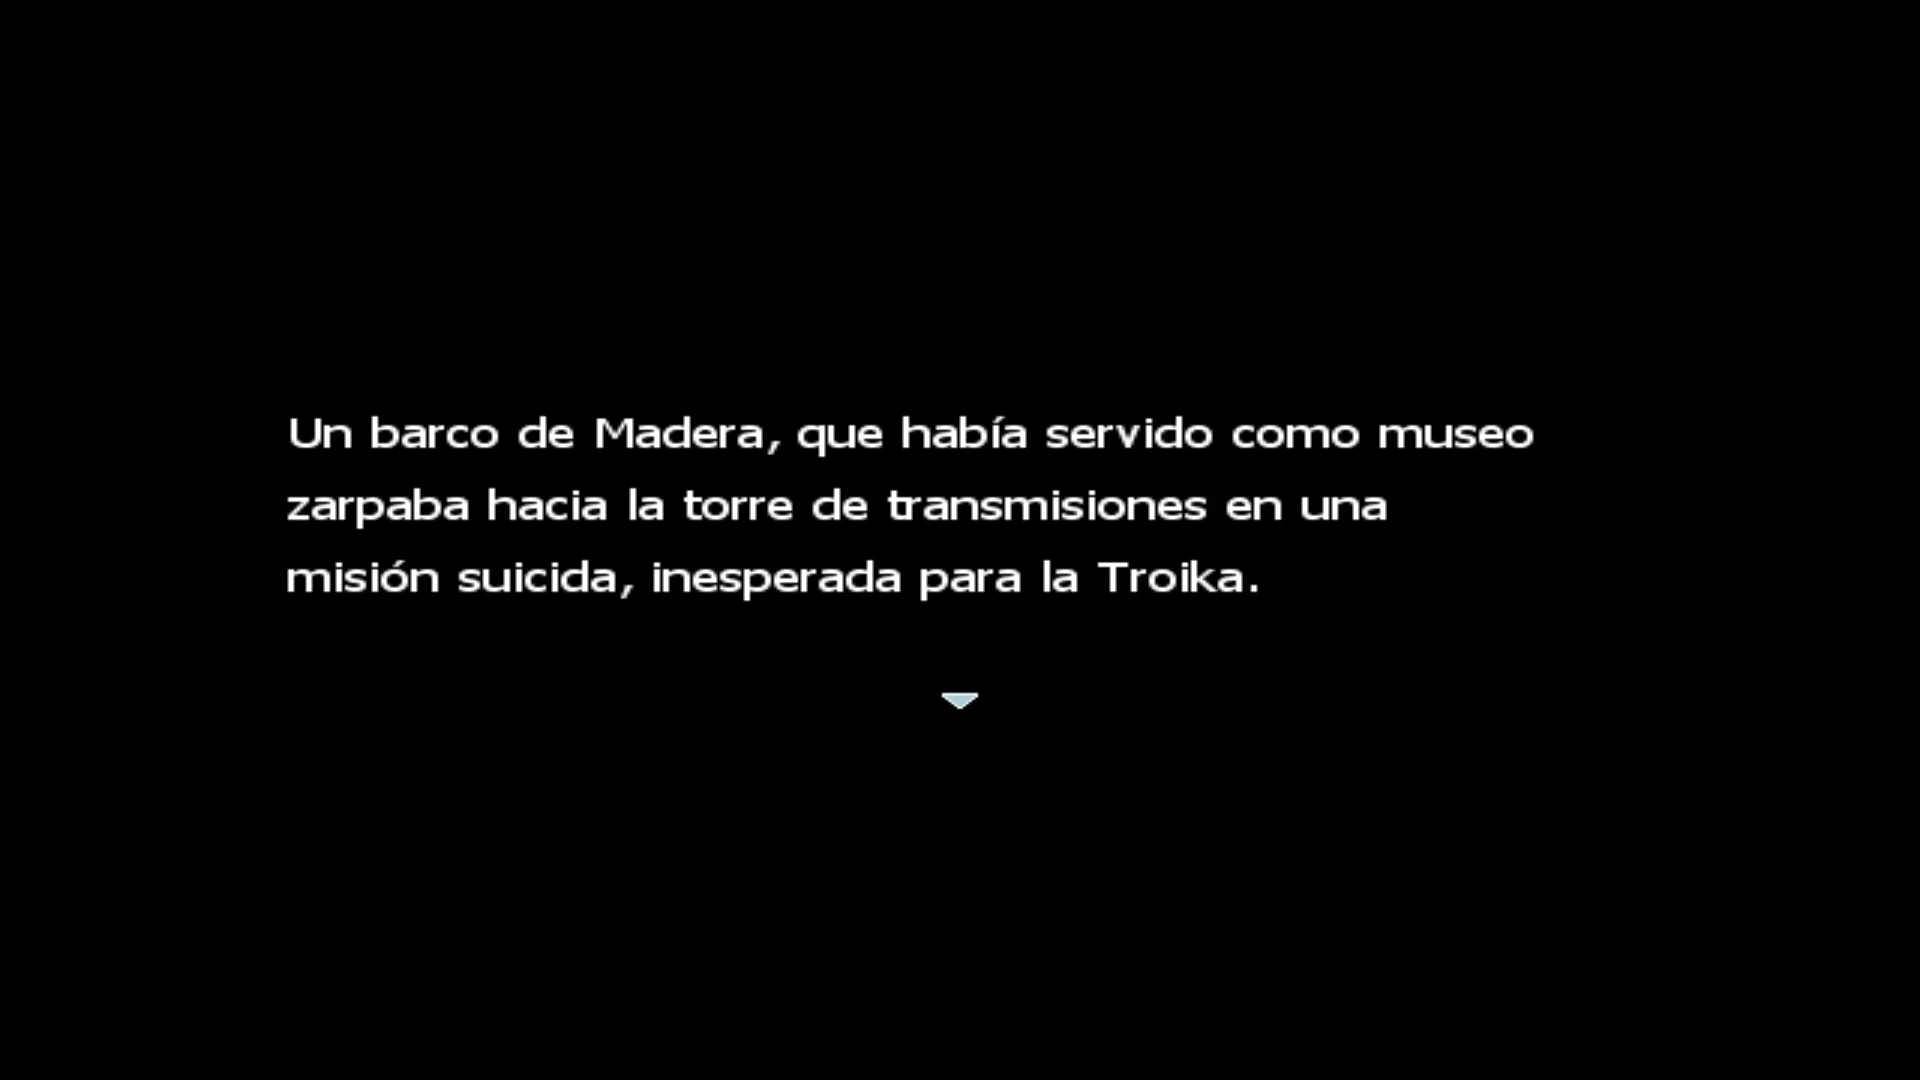 Un barco de Madera, que había servido como museo
zarpaba hacia la torre de transmisiones en una
misión suicida, inesperada para la Troika.